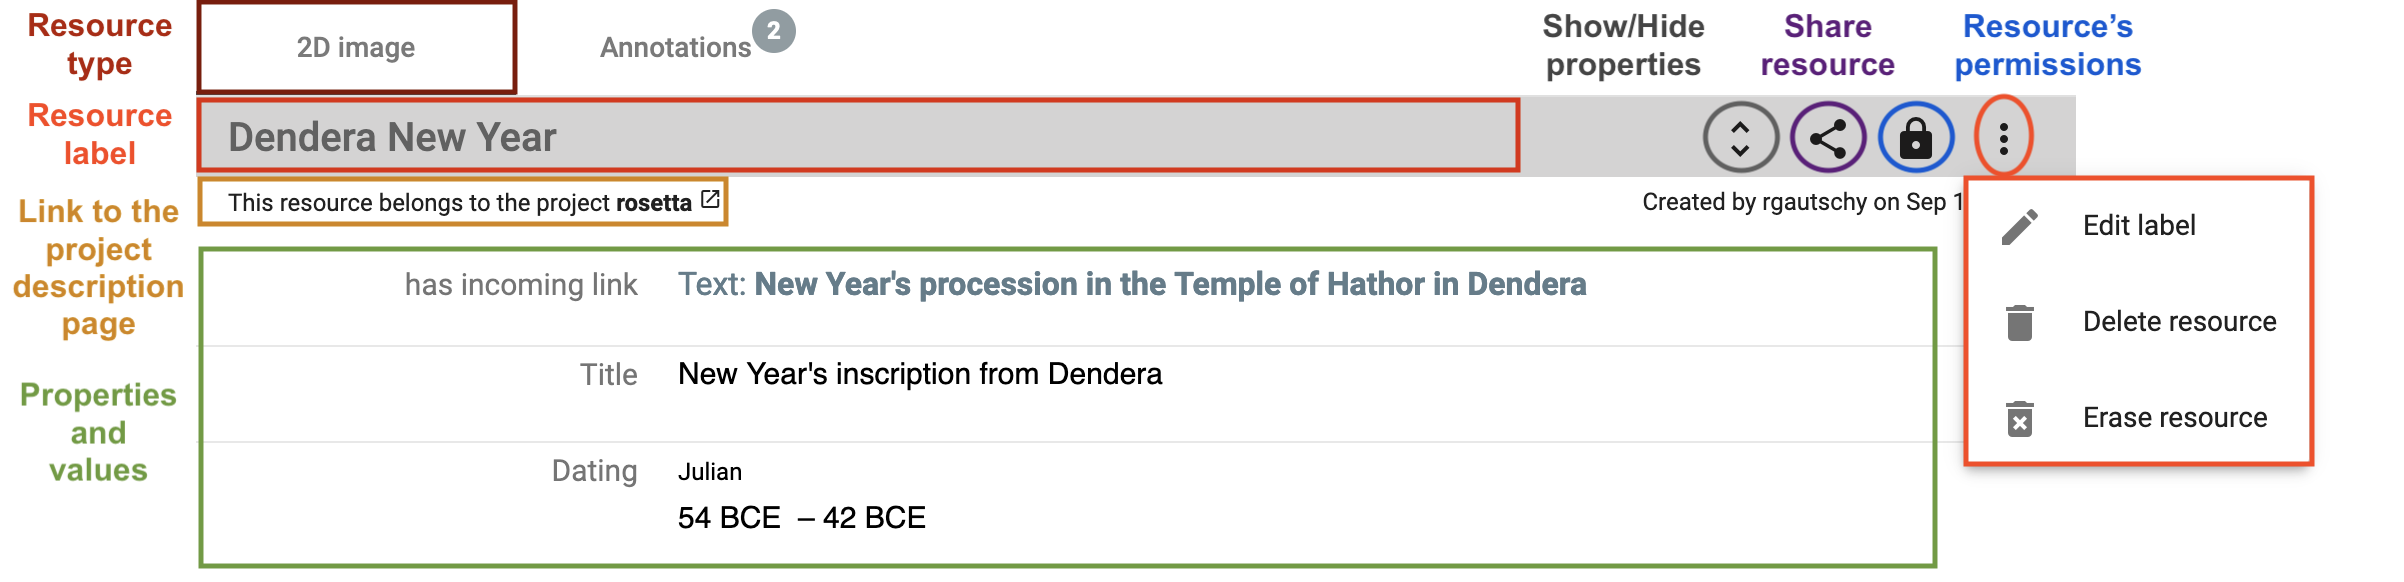 Resource
type
2D image
Annotations
2
Show/Hide
properties
Share
resource
Resource’s
permissions
Resource
label
Dendera New Year
Link to the
project
description
page
This resource belongs to the project rosetta
Created by rgautschy on Sep 1
Edit label
Delete resource
Erase resource
Properties
and
values
has incoming link
Text: New Year's procession in the Temple of Hathor in Dendera
Title
New Year's inscription from Dendera
Dating
Julian
54 BCE – 42 BCE